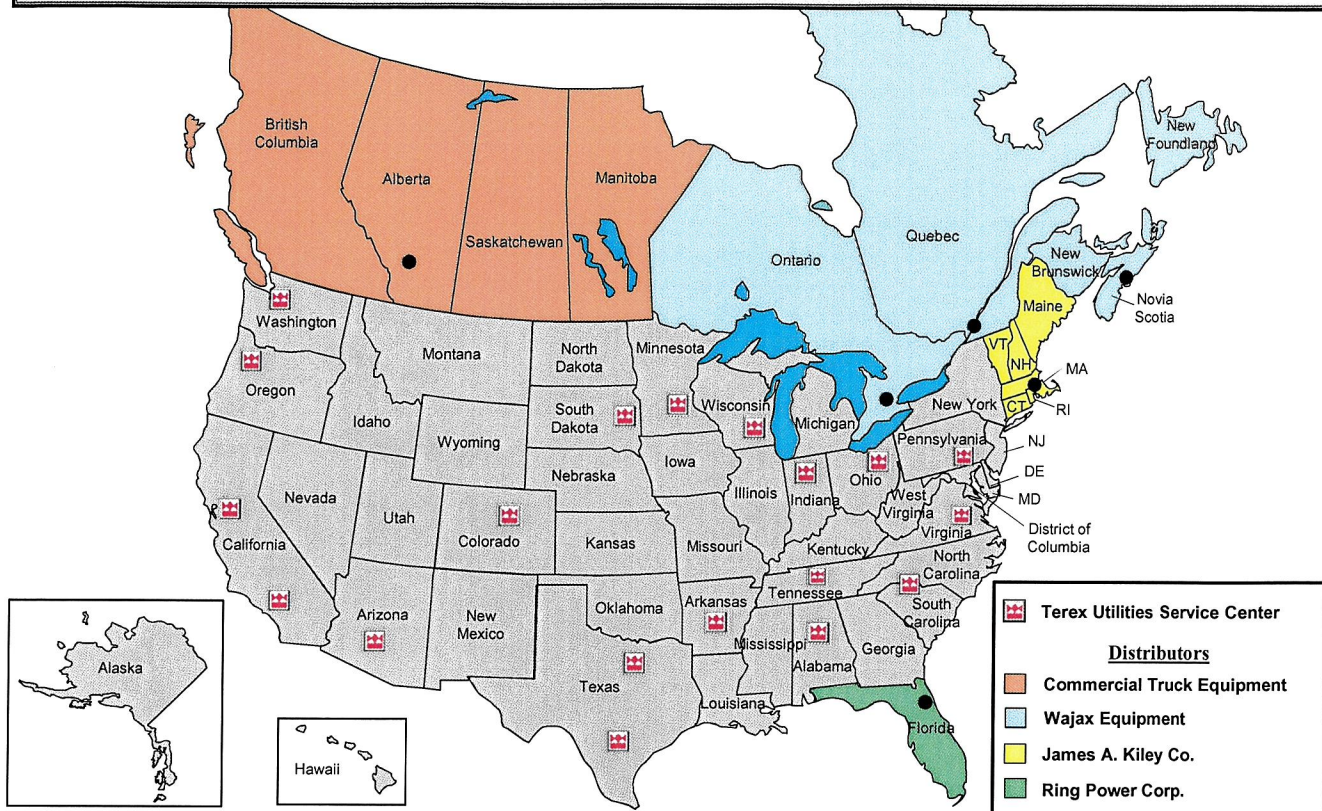 British
Columbia
Alberta
Saskatchewan
Manitoba
Ontario
Quebec
New
Foundland
New
Brunswick
Novia
Scotia
Maine
VT
NH
MA
RI
CT
Washington
Oregon
Idaho
Montana
North
Dakota
South
Dakota
Minnesota
Wisconsin
Michigan
New York
Pennsylvania
NJ
DE
MD
District of
Columbia
Wyoming
Nebraska
Iowa
Illinois
Indiana
Ohio
West
Virginia
Virginia
Nevada
Utah
California
Colorado
Kansas
Missouri
Kentucky
North
Carolina
Tennessee
South
Carolina
Arizona
New
Mexico
Oklahoma
Arkansas
Mississippi
Alabama
Georgia
Texas
Louisiana
Florida
Alaska
Hawaii
Terex Utilities Service Center
Distributors
Commercial Truck Equipment
Wajax Equipment
James A. Kiley Co.
Ring Power Corp.